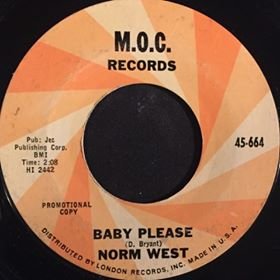 M.O.C.
RECORDS
Pub: Jec
Publishing Corp.
BMI
Time: 2:08
HI 2442
45-664
PROMOTIONAL
COPY
BABY PLEASE
(D. Bryant)
NORM WEST
DISTRIBUTED BY LONDON RECORDS, INC. MADE IN U.S.A.